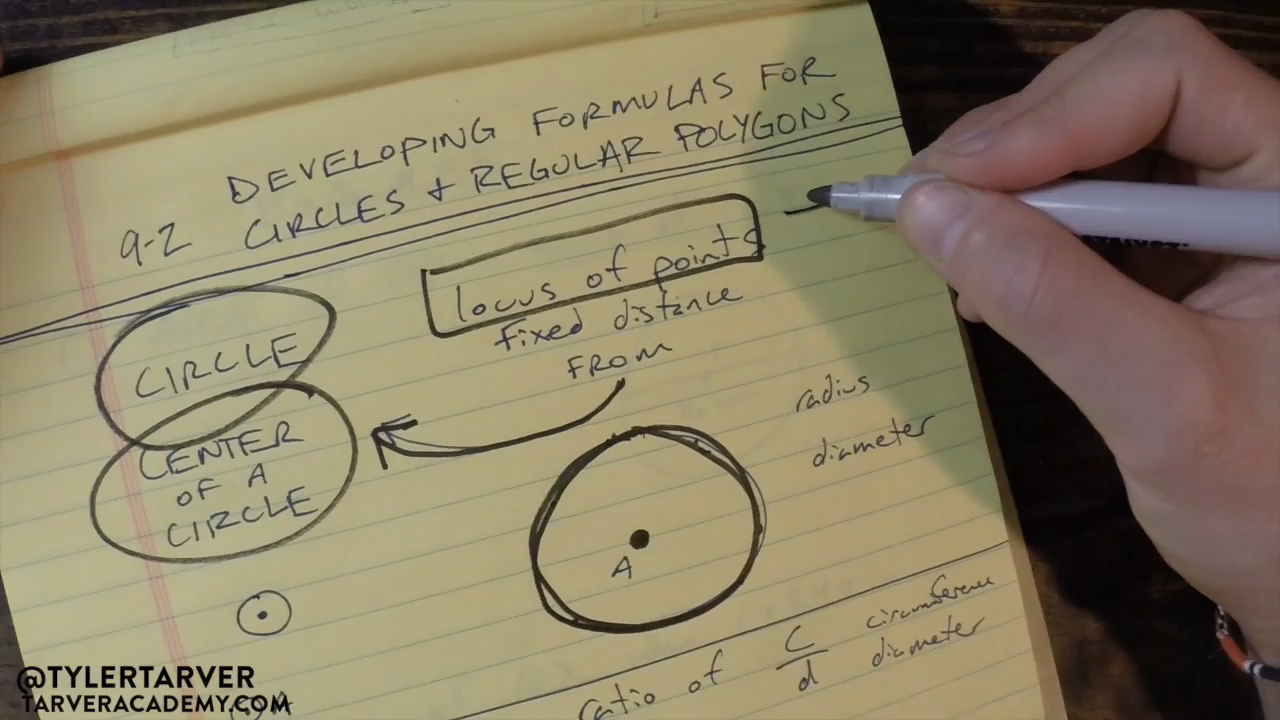 DEVELOPING FORMULAS FOR
9-2 CIRCLES + REGULAR POLYGONS
locus of points
fixed distance
FROM
CIRCLE
CENTER
OF A
CIRCLE
radius
diameter
A
ratio of C/d circumference
diameter
@TYLERTARVER
TARVERACADEMY.COM